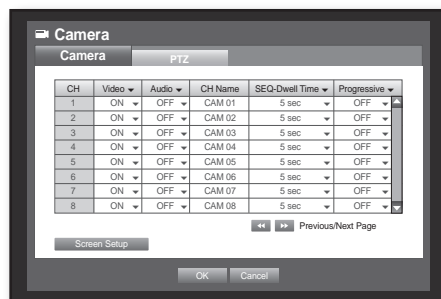 Camera
Camera PTZ
CH Video Audio CH Name SEQ-Dwell Time Progressive
1 ON OFF CAM 01 5 sec OFF
2 ON OFF CAM 02 5 sec OFF
3 ON OFF CAM 03 5 sec OFF
4 ON OFF CAM 04 5 sec OFF
5 ON OFF CAM 05 5 sec OFF
6 ON OFF CAM 06 5 sec OFF
7 ON OFF CAM 07 5 sec OFF
8 ON OFF CAM 08 5 sec OFF
Previous/Next Page
Screen Setup
OK Cancel